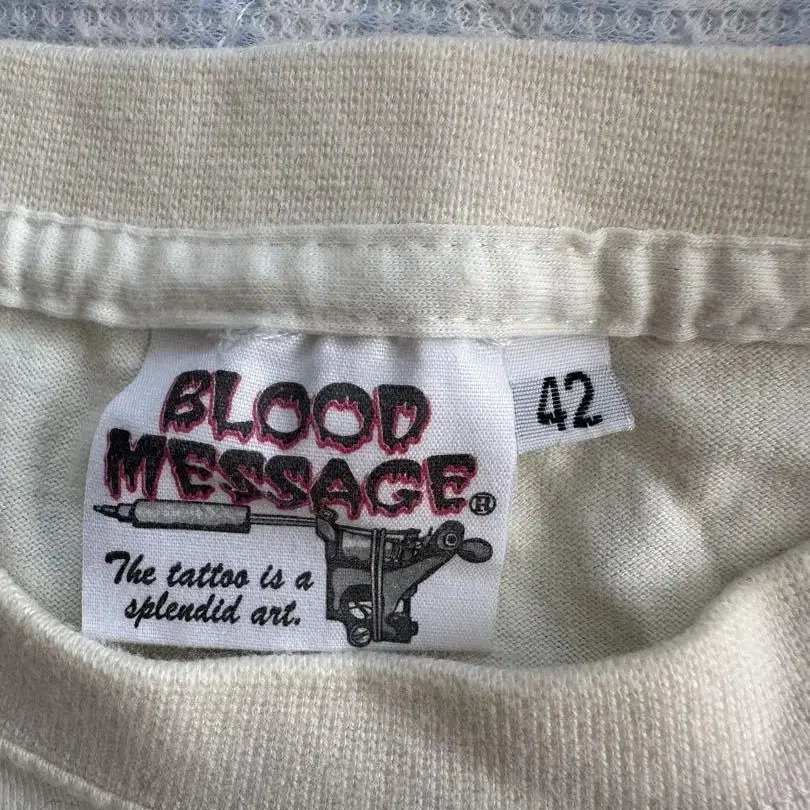 BLOOD
MESSAGE®
The tattoo is a
splendid art.
42